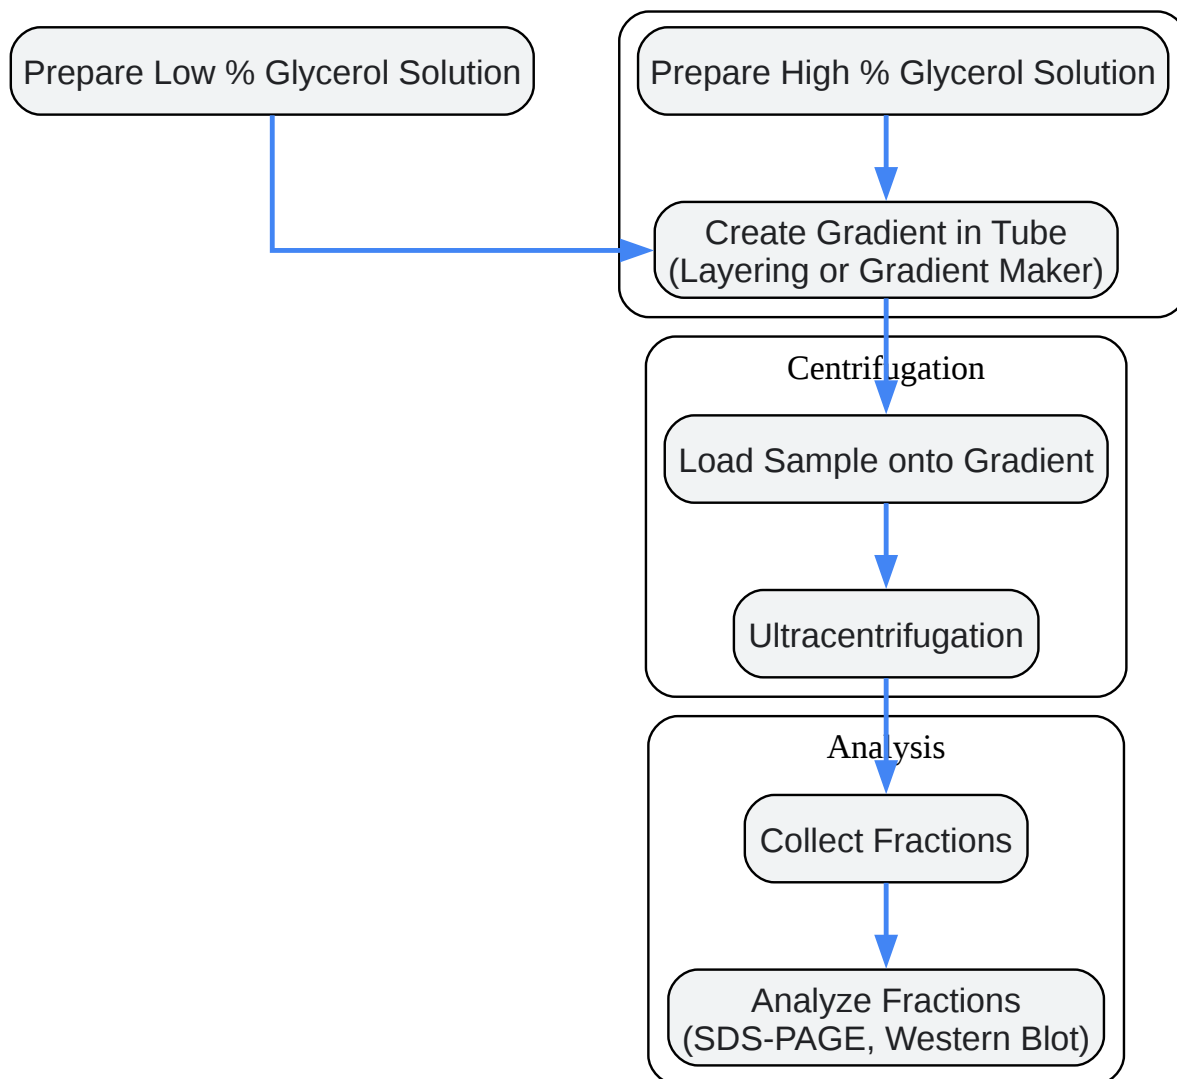 Prepare Low % Glycerol Solution
Prepare High % Glycerol Solution
Create Gradient in Tube
(Layering or Gradient Maker)
Centrifugation
Load Sample onto Gradient
Ultracentrifugation
Analysis
Collect Fractions
Analyze Fractions
(SDS-PAGE, Western Blot)